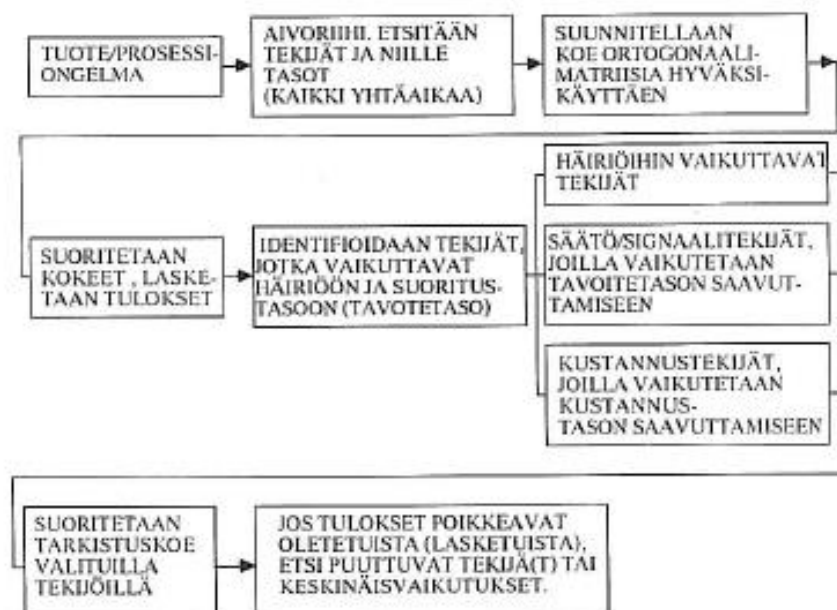 TUOTE/PROSESSI-
ONGELMA
AIVORIIHI. ETSITÄÄN
TEKIJÄT JA NIILLE
TASOT
(KAIKKI YHTÄAIKAA)
SUUNNITELLAAN
KOE ORTOGONAALI-
MATRIISIA HYVÄKSI-
KÄYTTÄEN
SUORITETAAN
KOKEET , LASKE-
TAAN TULOKSET
IDENTIFIOIDAAN TEKIJÄT,
JOTKA VAIKUTTAVAT
HÄIRIÖÖN JA SUORITUS-
TASOON (TAVOTETASO)
HÄIRIÖIHIN VAIKUTTAVAT
TEKIJÄT
SÄÄTÖ/SIGNAALITEKIJÄT,
JOILLA VAIKUTETAAN
TAVOITETASON SAAVUT-
TAMISEEN
KUSTANNUSTEKIJÄT,
JOILLA VAIKUTETAAN
KUSTANNUS-
TASON SAAVUTTAMISEEN
SUORITETAAN
TARKISTUSKOE
VALITUILLA
TEKIJÖILLÄ
JOS TULOKSET POIKKEAVAT
OLETETUISTA (LASKETUISTA),
ETSI PUUTTUVAT TEKIJÄ(T) TAI
KESKINÄISVAIKUTUKSET.